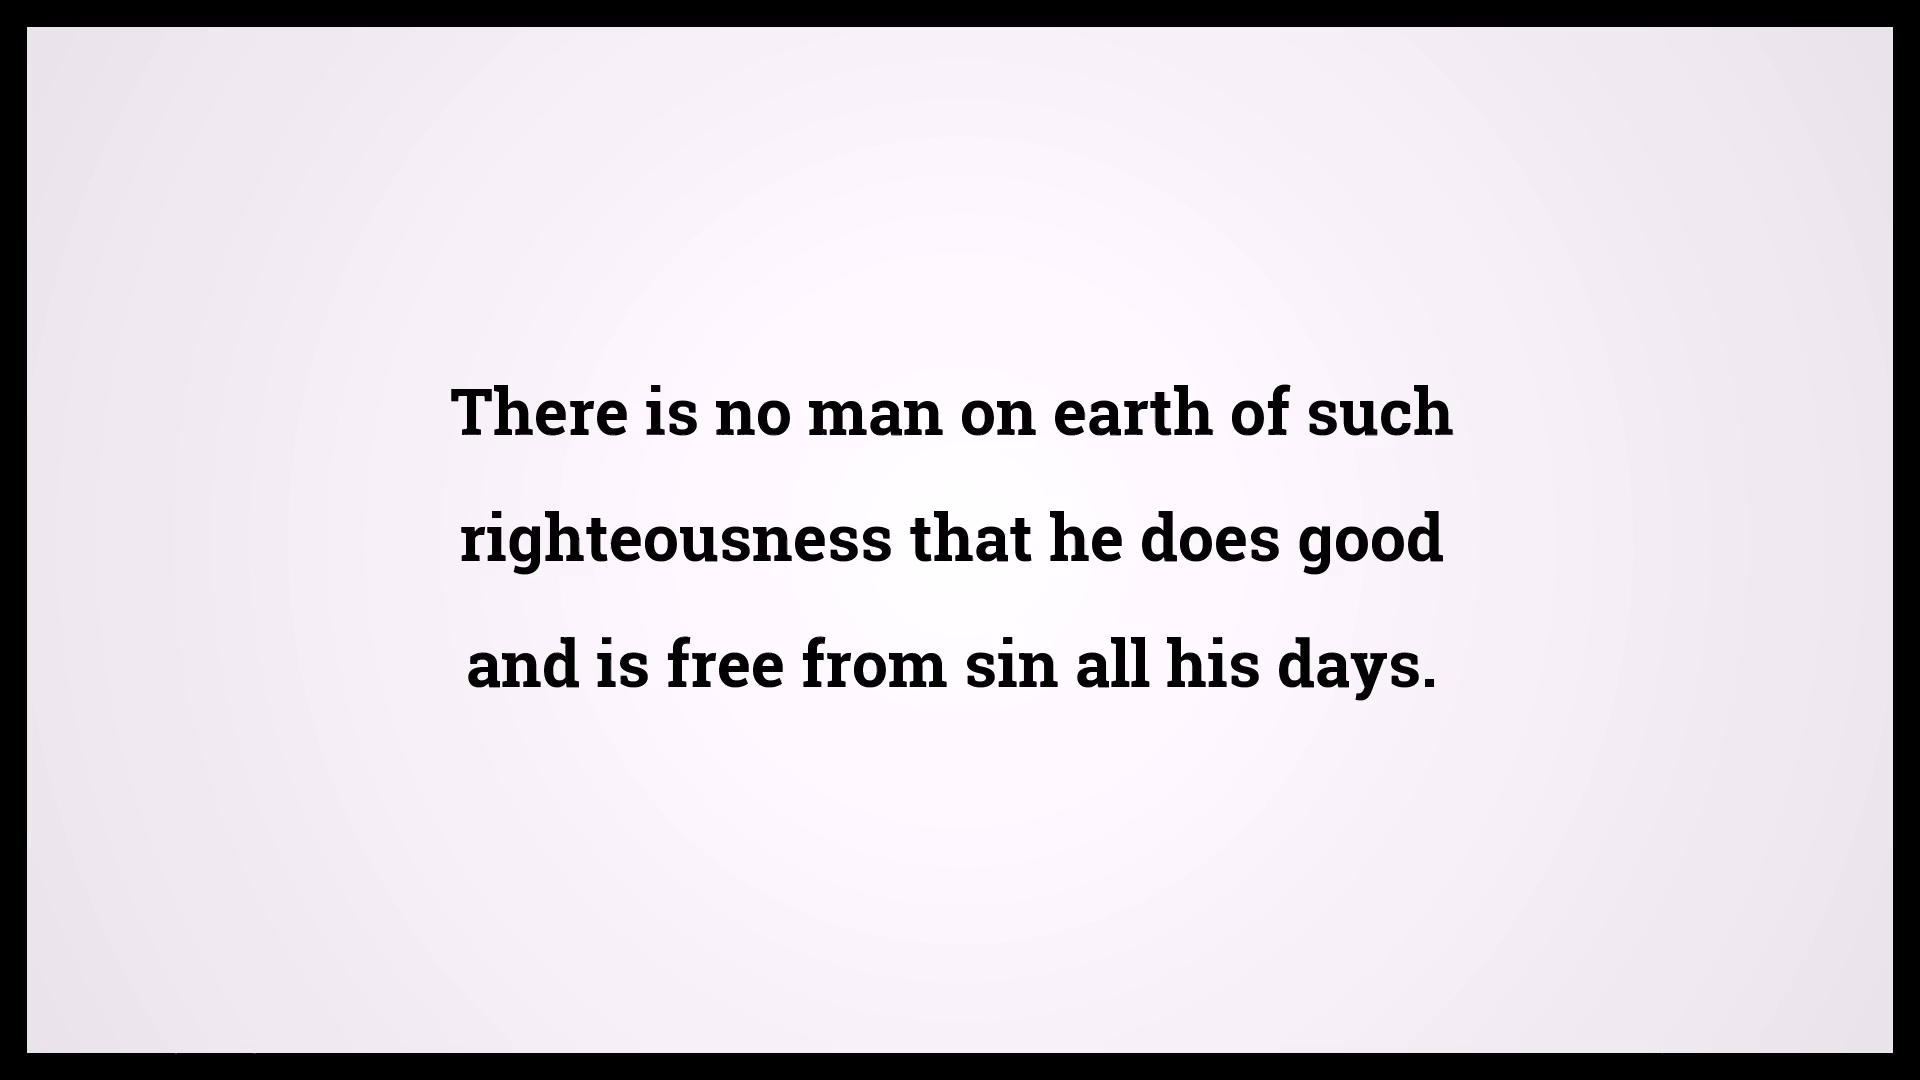 There is no man on earth of such
righteousness that he does good
and is free from sin all his days.